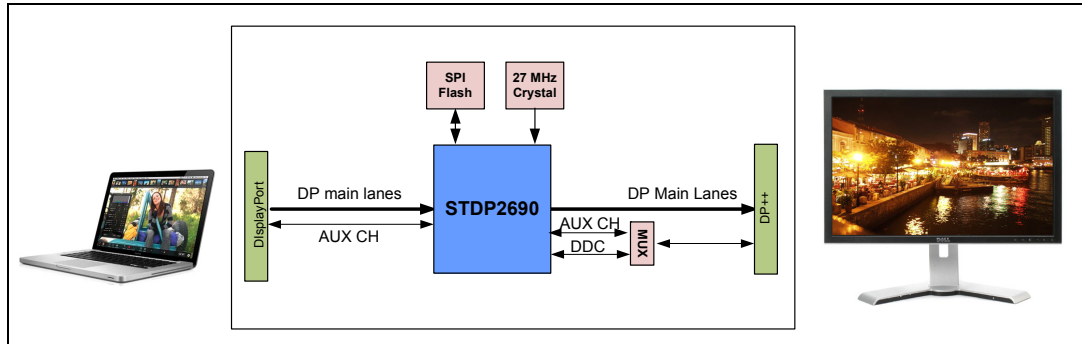 SPI
Flash
27 MHz
Crystal
DIsplayPort
DP main lanes
AUX CH
STDP2690
DP Main Lanes
AUX CH
DDC
MUX
DP++
DELL